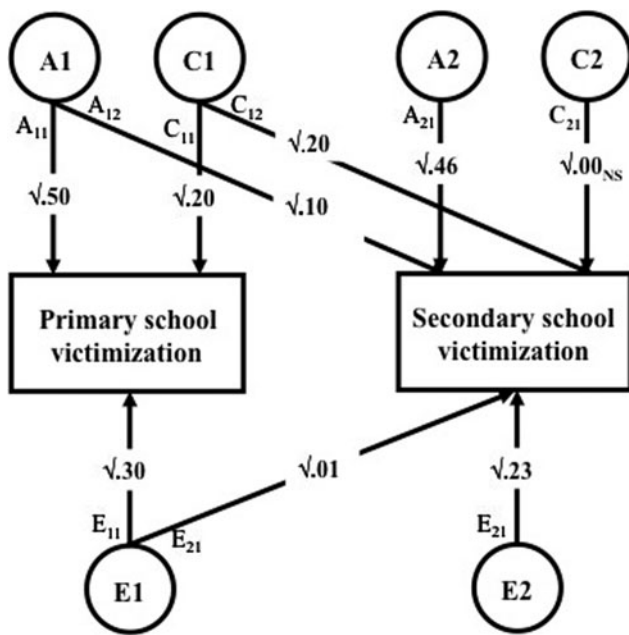 A1 C1 A2 C2
A₁₁ A₁₂ C₁₁ C₁₂ A₂₁ C₂₁
√.50 √.20 √.10 √.20 √.46 √.00NS
Primary school
victimization
Secondary school
victimization
√.30 √.01 √.23
E₁₁ E₂₁ E₂₁
E1 E2